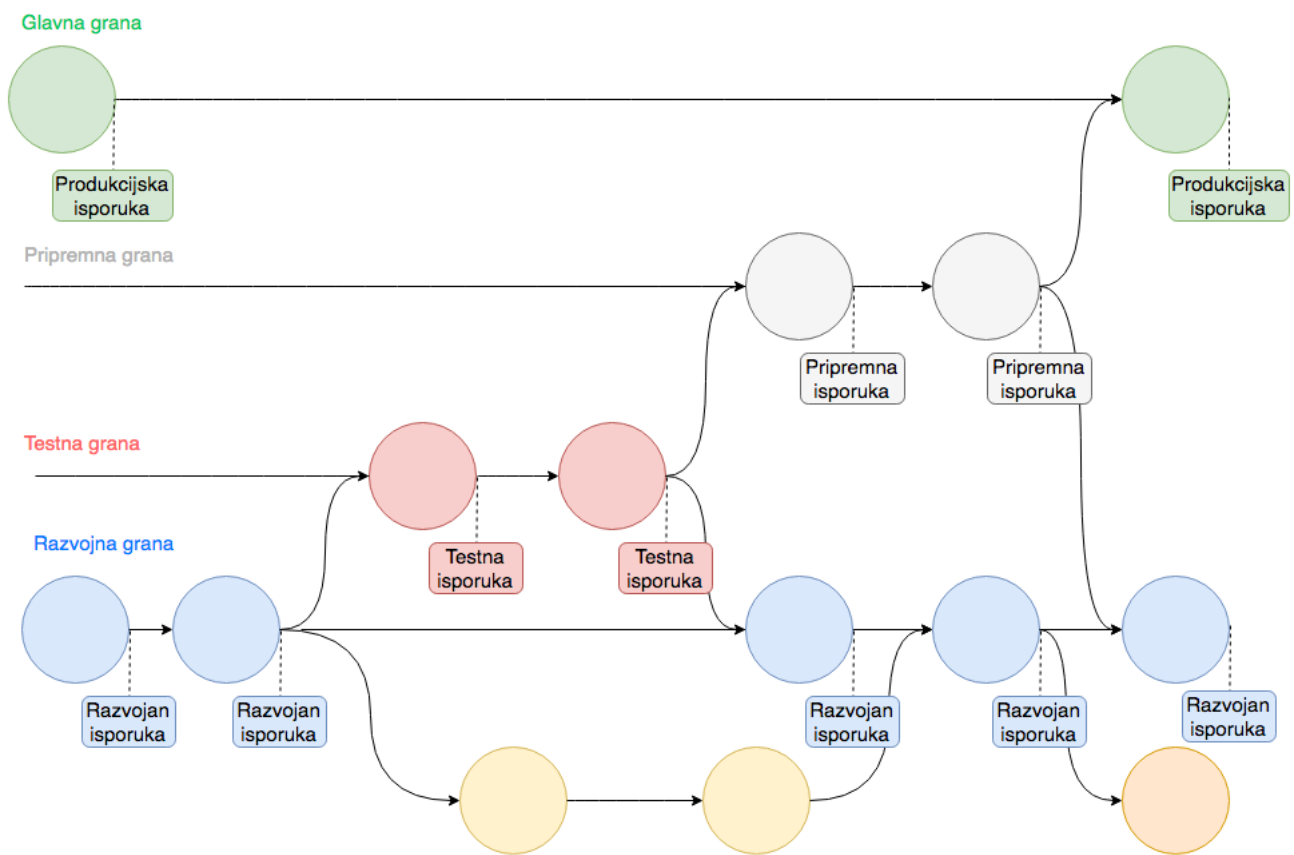 Glavna grana
Produkcijska
isporuka
Produkcijska
isporuka
Pripremna grana
Pripremna
isporuka
Pripremna
isporuka
Testna grana
Testna
isporuka
Testna
isporuka
Razvojna grana
Razvojan
isporuka
Razvojan
isporuka
Razvojan
isporuka
Razvojan
isporuka
Razvojan
isporuka